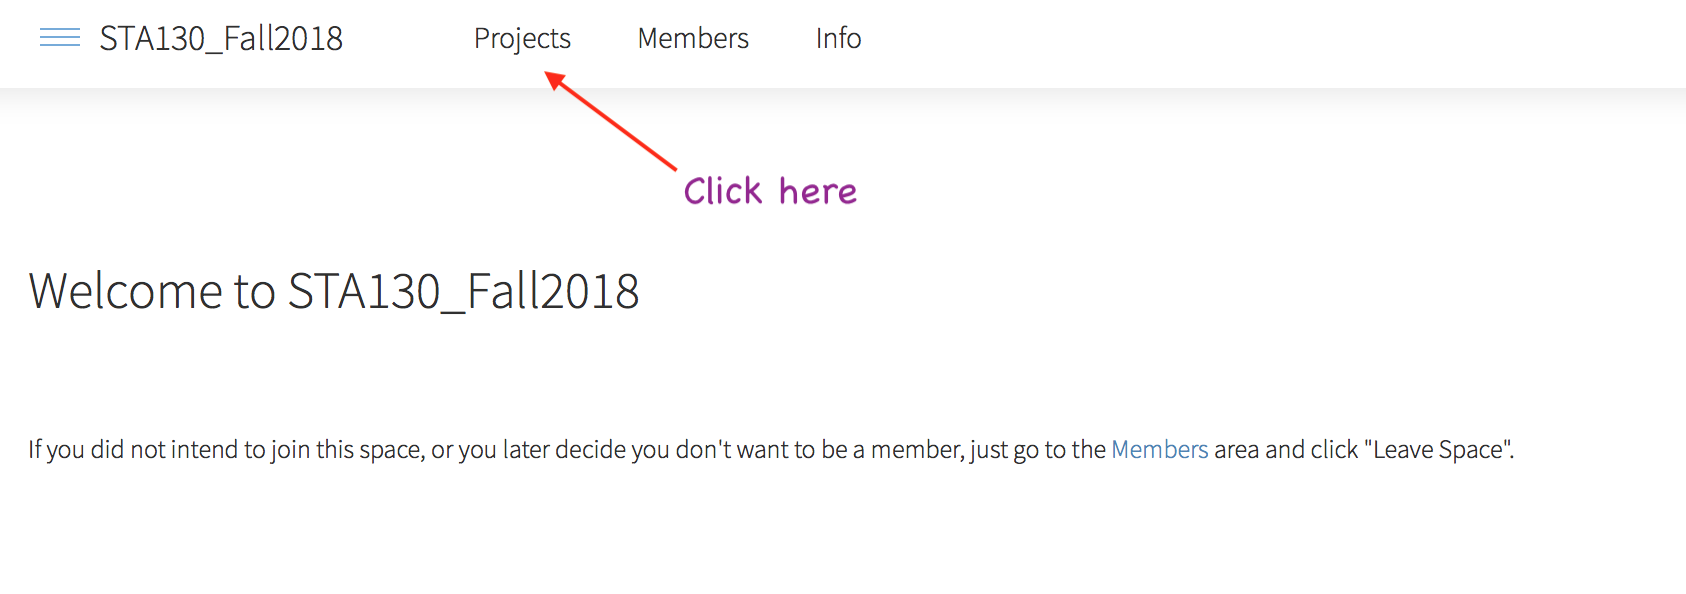 STA130_Fall2018 Projects Members Info
Click here
Welcome to STA130_Fall2018
If you did not intend to join this space, or you later decide you don't want to be a member, just go to the Members area and click "Leave Space".